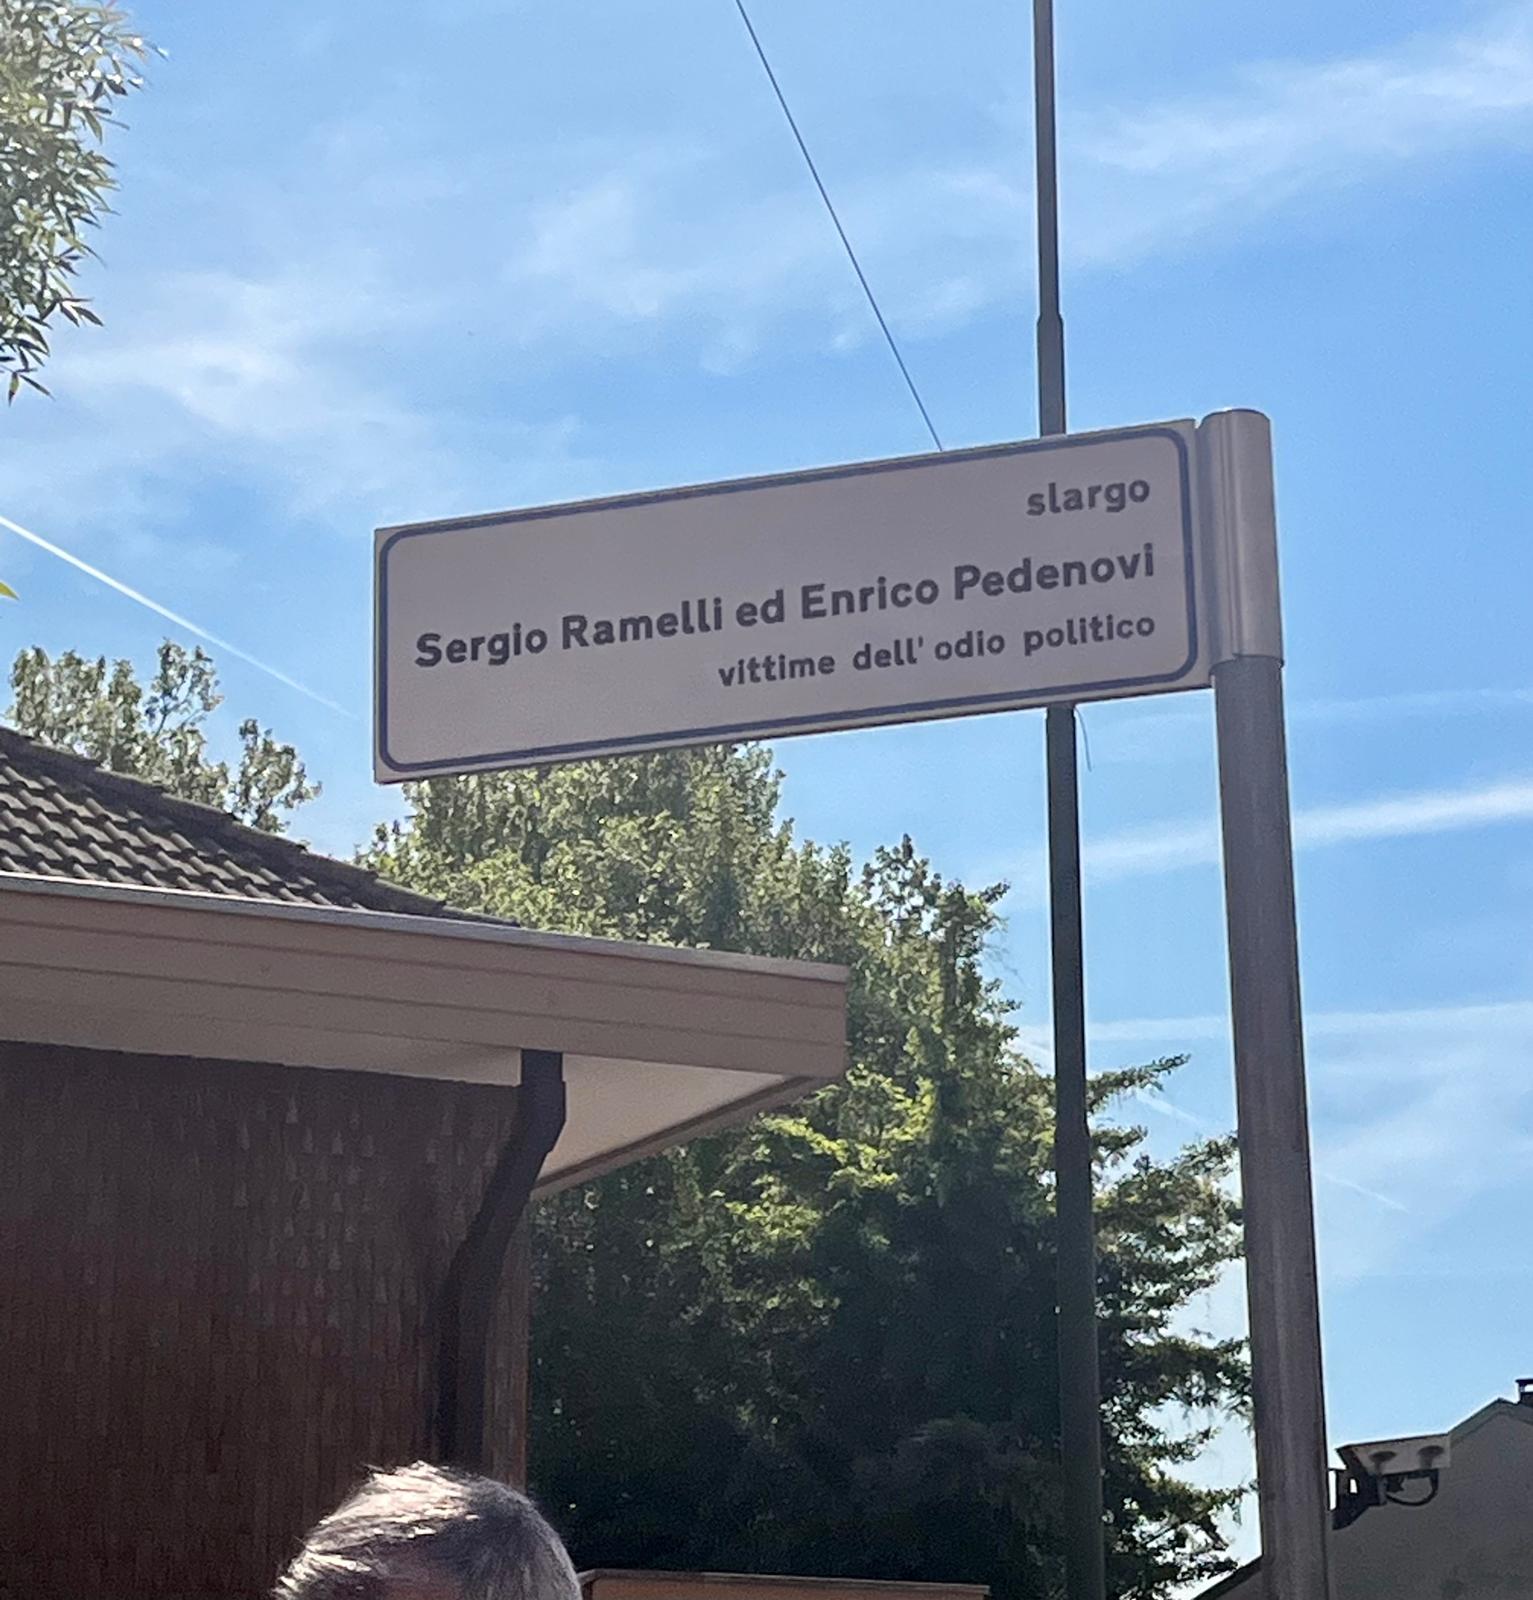 slargo
Sergio Ramelli ed Enrico Pedenovi
vittime dell' odio politico